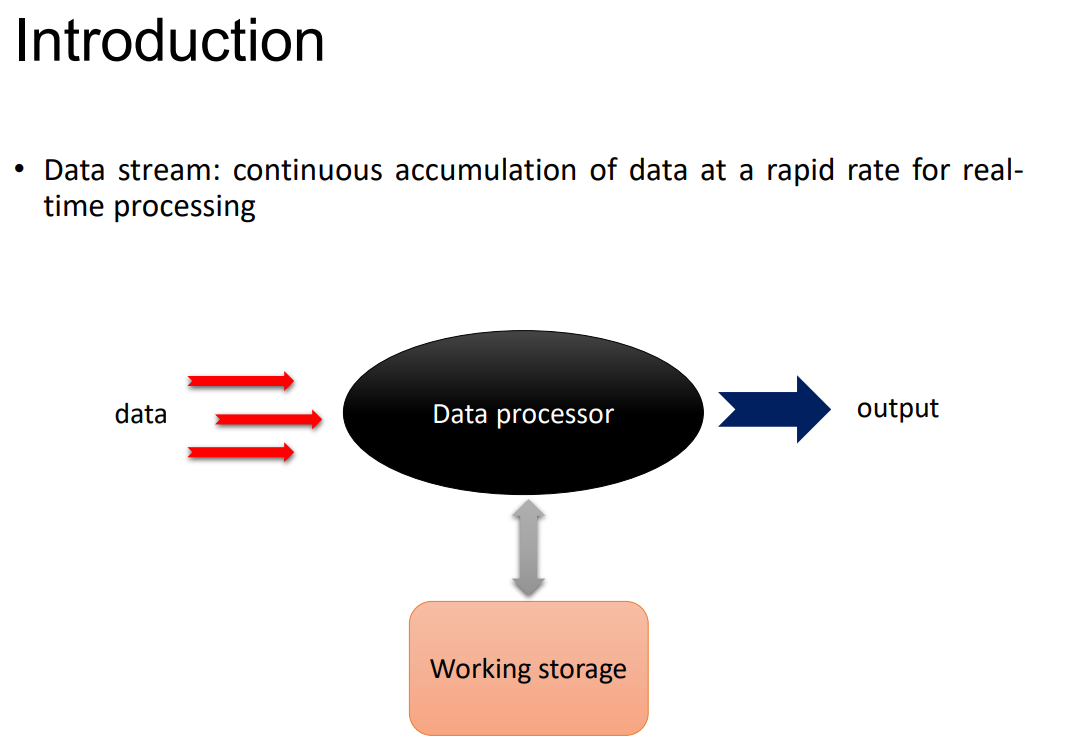 Introduction
• Data stream: continuous accumulation of data at a rapid rate for real-
time processing
data
Data processor
output
Working storage